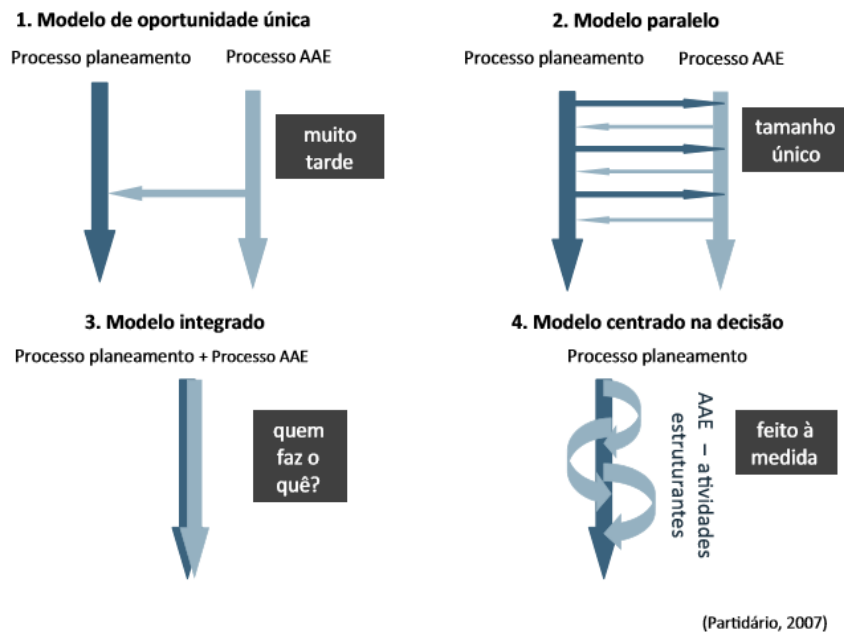 1. Modelo de oportunidade única
Processo planeamento
Processo AAE
muito
tarde
2. Modelo paralelo
Processo planeamento
Processo AAE
tamanho
único
3. Modelo integrado
Processo planeamento + Processo AAE
quem
faz o
quê?
4. Modelo centrado na decisão
Processo planeamento
AAE – atividades
estruturantes
feito à
medida
(Partidário, 2007)